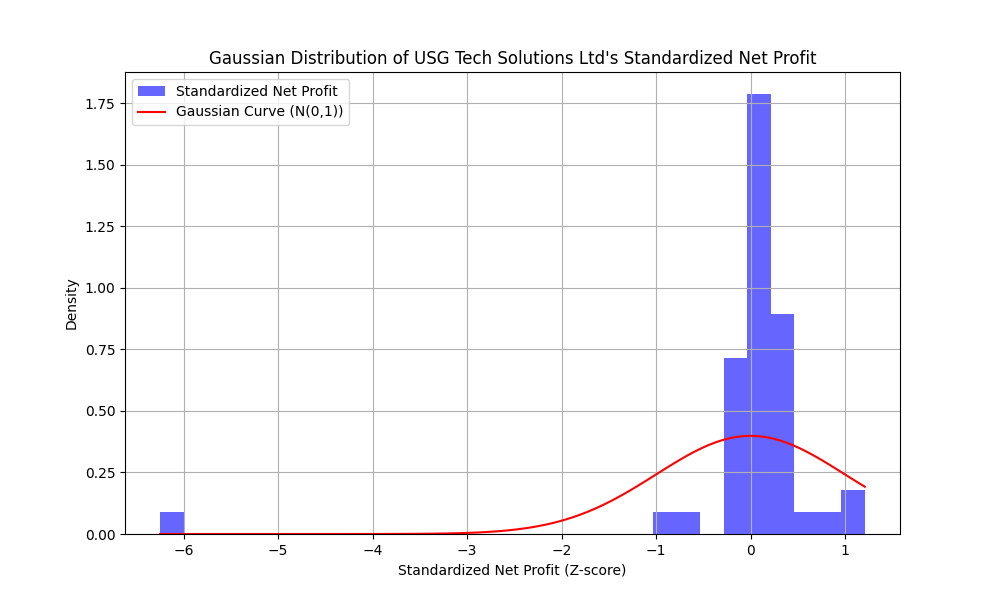 Gaussian Distribution of USG Tech Solutions Ltd's Standardized Net Profit
Standardized Net Profit
Gaussian Curve (N(0,1))
Density
1.75
1.50
1.25
1.00
0.75
0.50
0.25
0.00
−6 −5 −4 −3 −2 −1 0 1
Standardized Net Profit (Z-score)